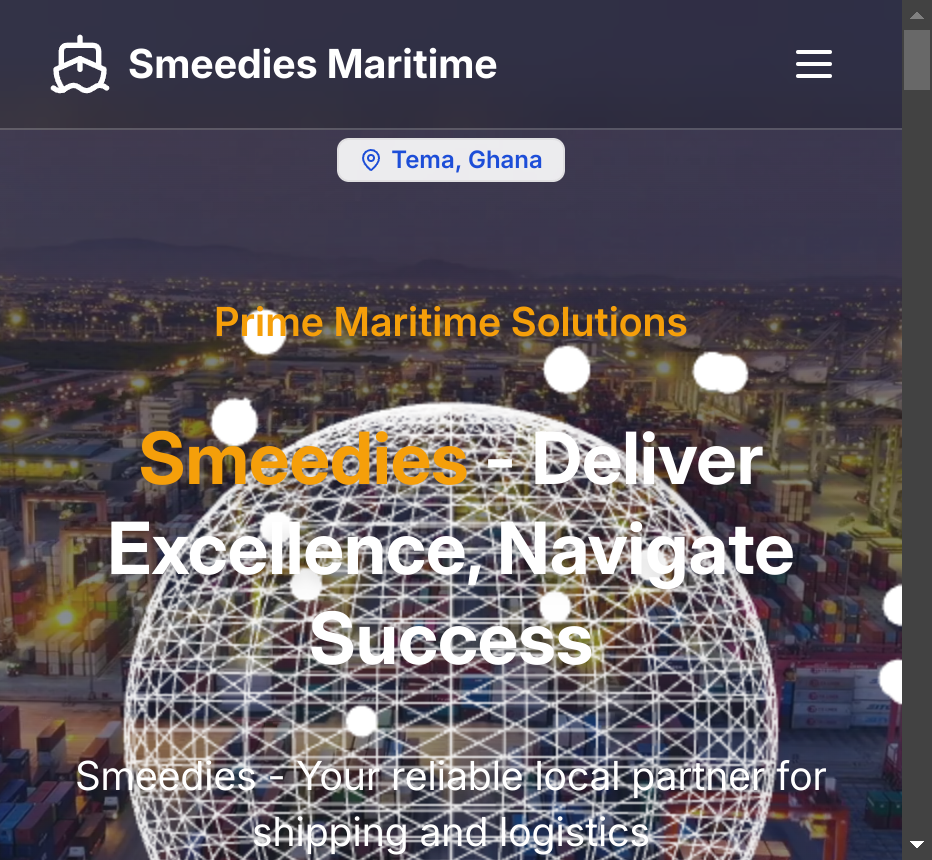 Smeedies Maritime
Tema, Ghana
Prime Maritime Solutions
Smeedies - Deliver
Excellence, Navigate
Success
Smeedies - Your reliable local partner for
shipping and logistics